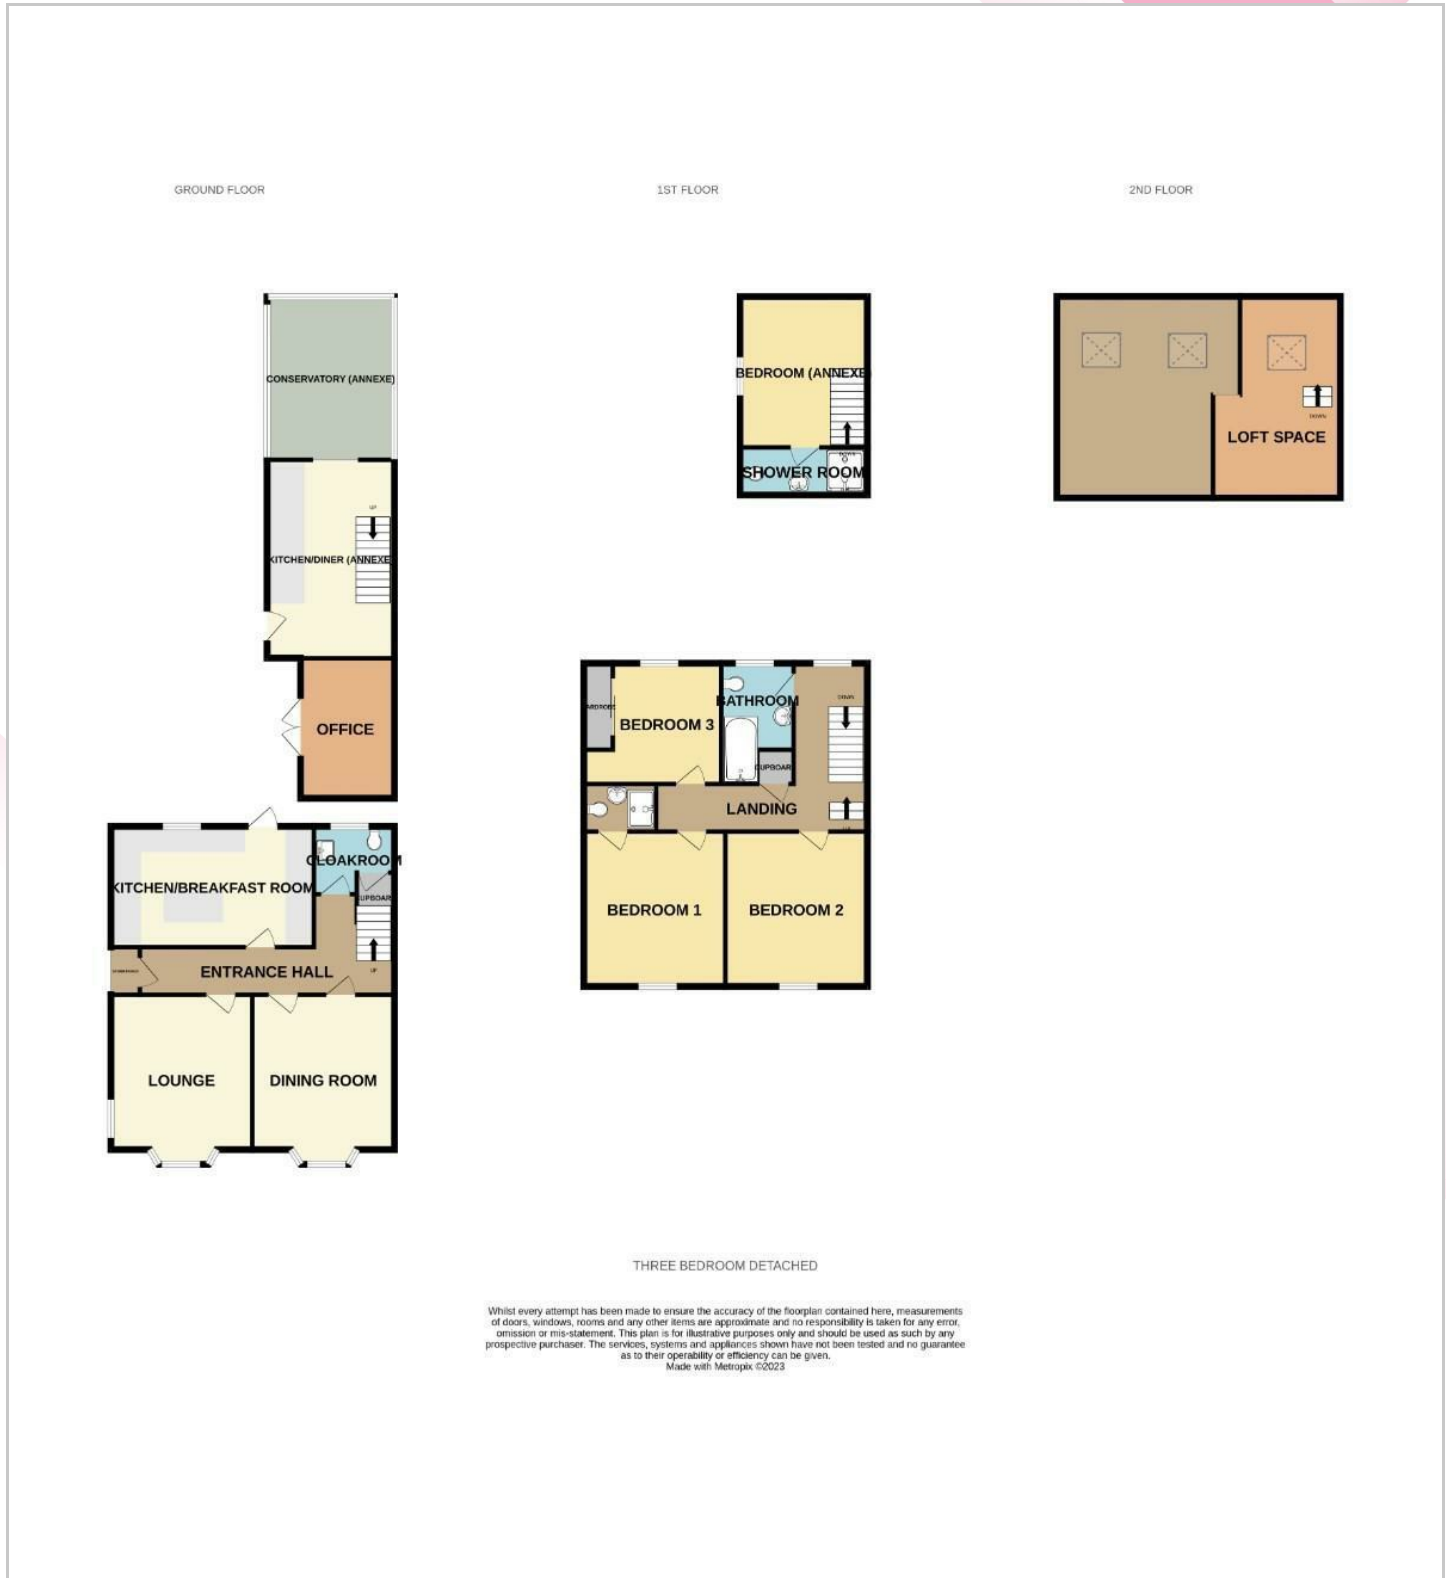 GROUND FLOOR
1ST FLOOR
2ND FLOOR
CONSERVATORY (ANNEXE)
UP
KITCHEN/DINER (ANNEXE)
OFFICE
CLOAKROOM
KITCHEN/BREAKFAST ROOM
CUPBOARD
ENTRANCE HALL
UP
LOUNGE
DINING ROOM
BEDROOM (ANNEXE)
DOWN
SHOWER ROOM
BATHROOM
DOWN
BEDROOM 3
CUPBOARD
LANDING
BEDROOM 1
BEDROOM 2
DOWN
LOFT SPACE
THREE BEDROOM DETACHED
Whilst every attempt has been made to ensure the accuracy of the floorplan contained here, measurements
of doors, windows, rooms and any other items are approximate and no responsibility is taken for any error,
omission or mis-statement. This plan is for illustrative purposes only and should be used as such by any
prospective purchaser. The services, systems and appliances shown have not been tested and no guarantee
as to their operability or efficiency can be given.
Made with Metropix ©2023